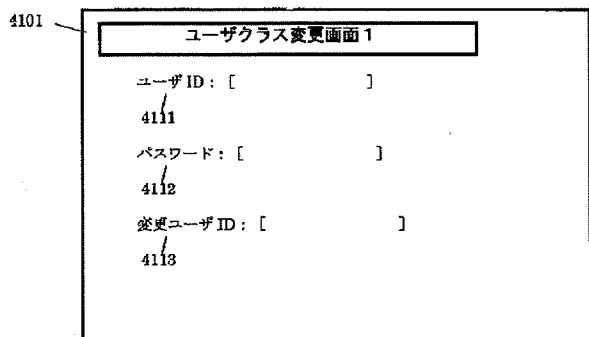 4101
ユーザクラス変更画面1
ユーザID:[ ]
4111
パスワード:[ ]
4112
変更ユーザID:[ ]
4113